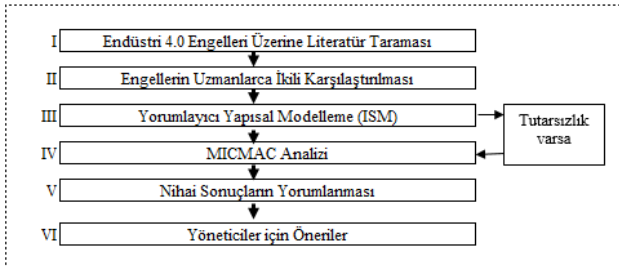 I Endüstri 4.0 Engelleri Üzerine Literatür Taraması
II Engellerin Uzmanlarca İkili Karşılaştırılması
III Yorumlayıcı Yapısal Modelleme (ISM)
Tutarsızlık
varsa
IV MICMAC Analizi
V Nihai Sonuçların Yorumlanması
VI Yöneticiler için Öneriler